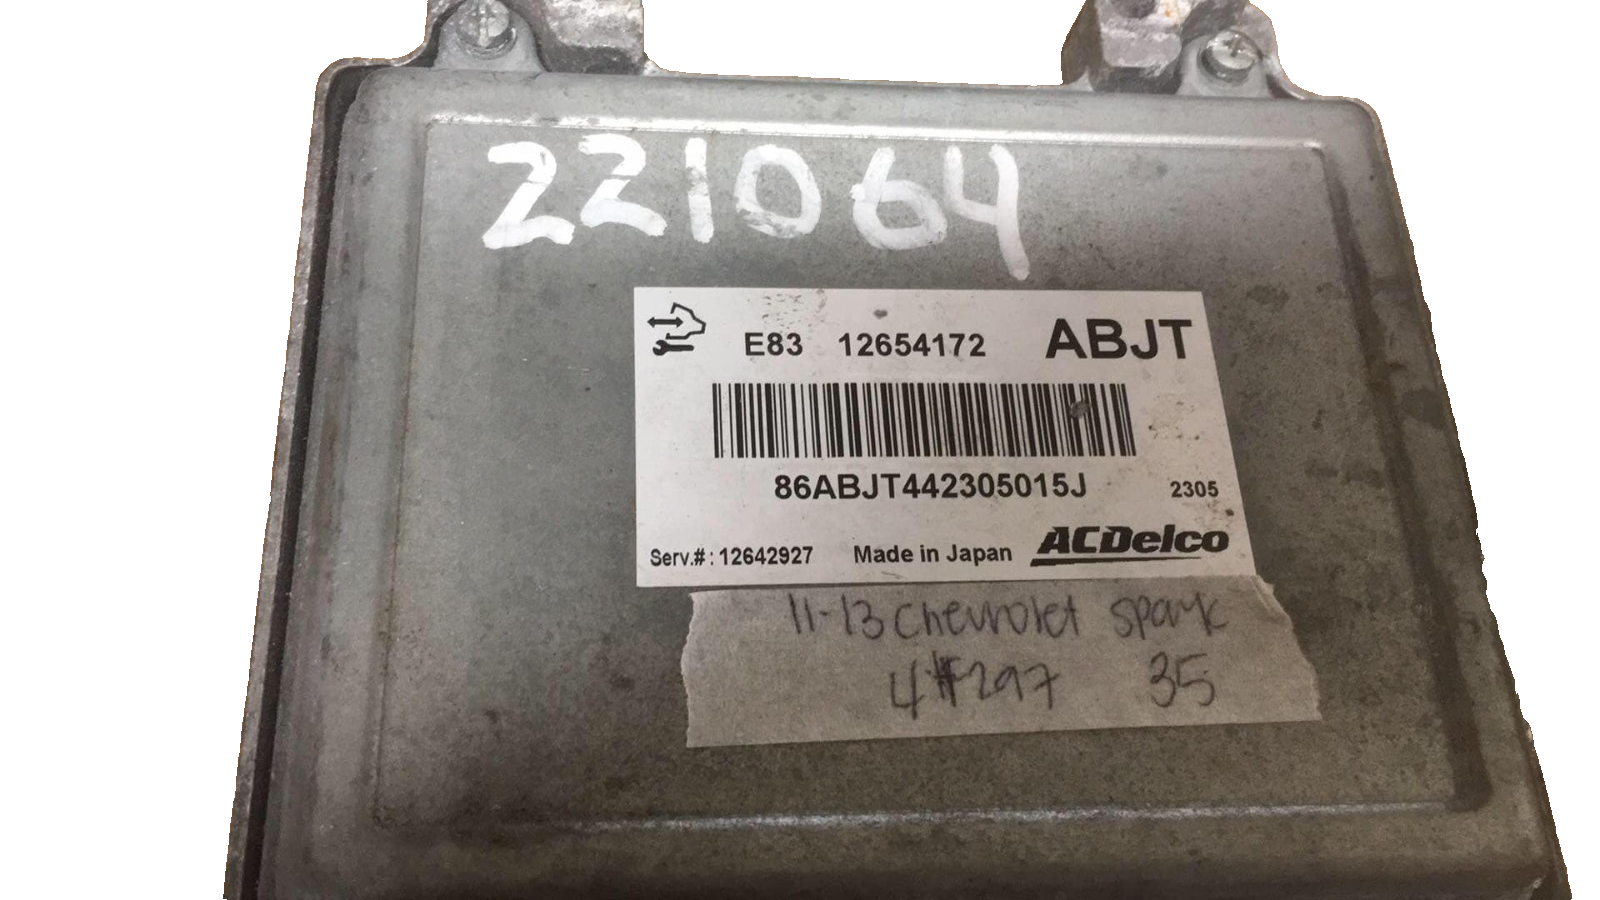 221064
E83 12654172 ABJT
86ABJT442305015J 2305
Serv.#: 12642927 Made in Japan ACDelco
11-13 chevrolet spark
4#297 35